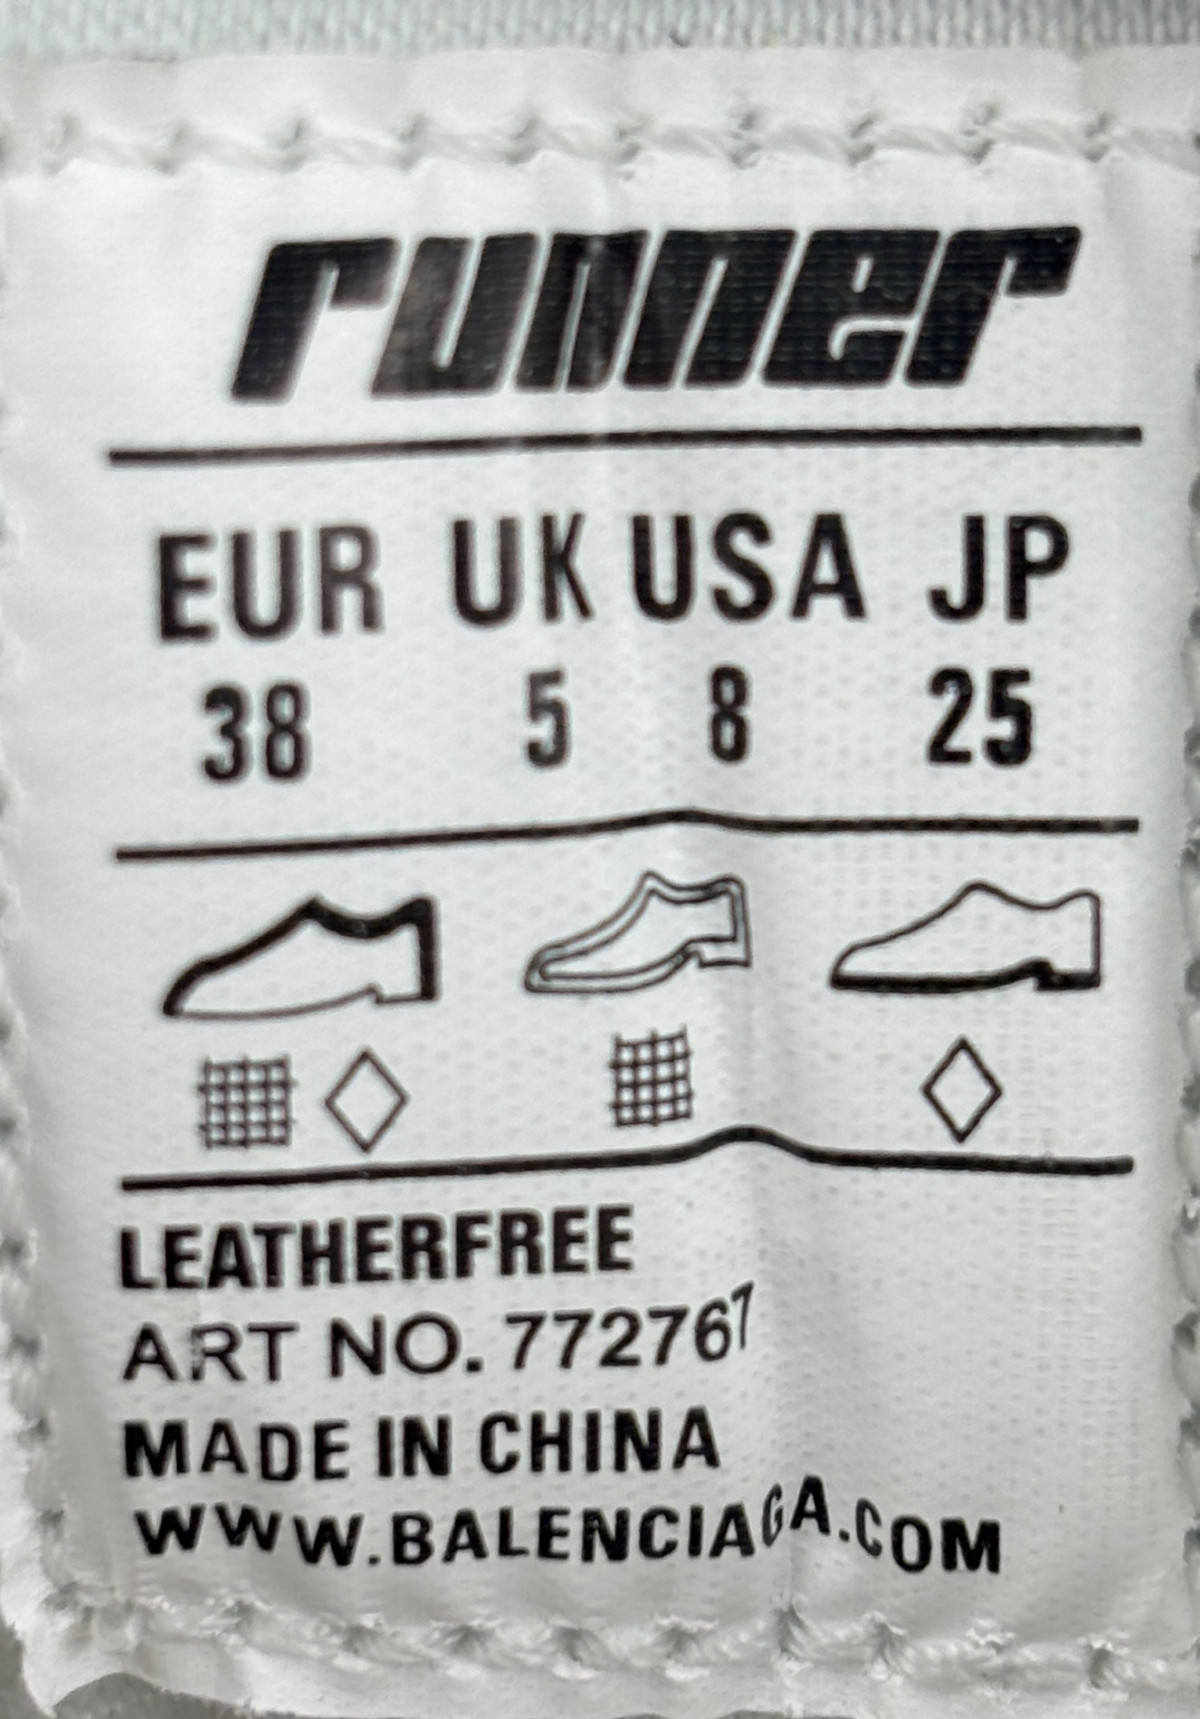 runner
EUR UK USA JP
38 5 8 25
LEATHERFREE
ART NO. 772767
MADE IN CHINA
WWW.BALENCIAGA.COM